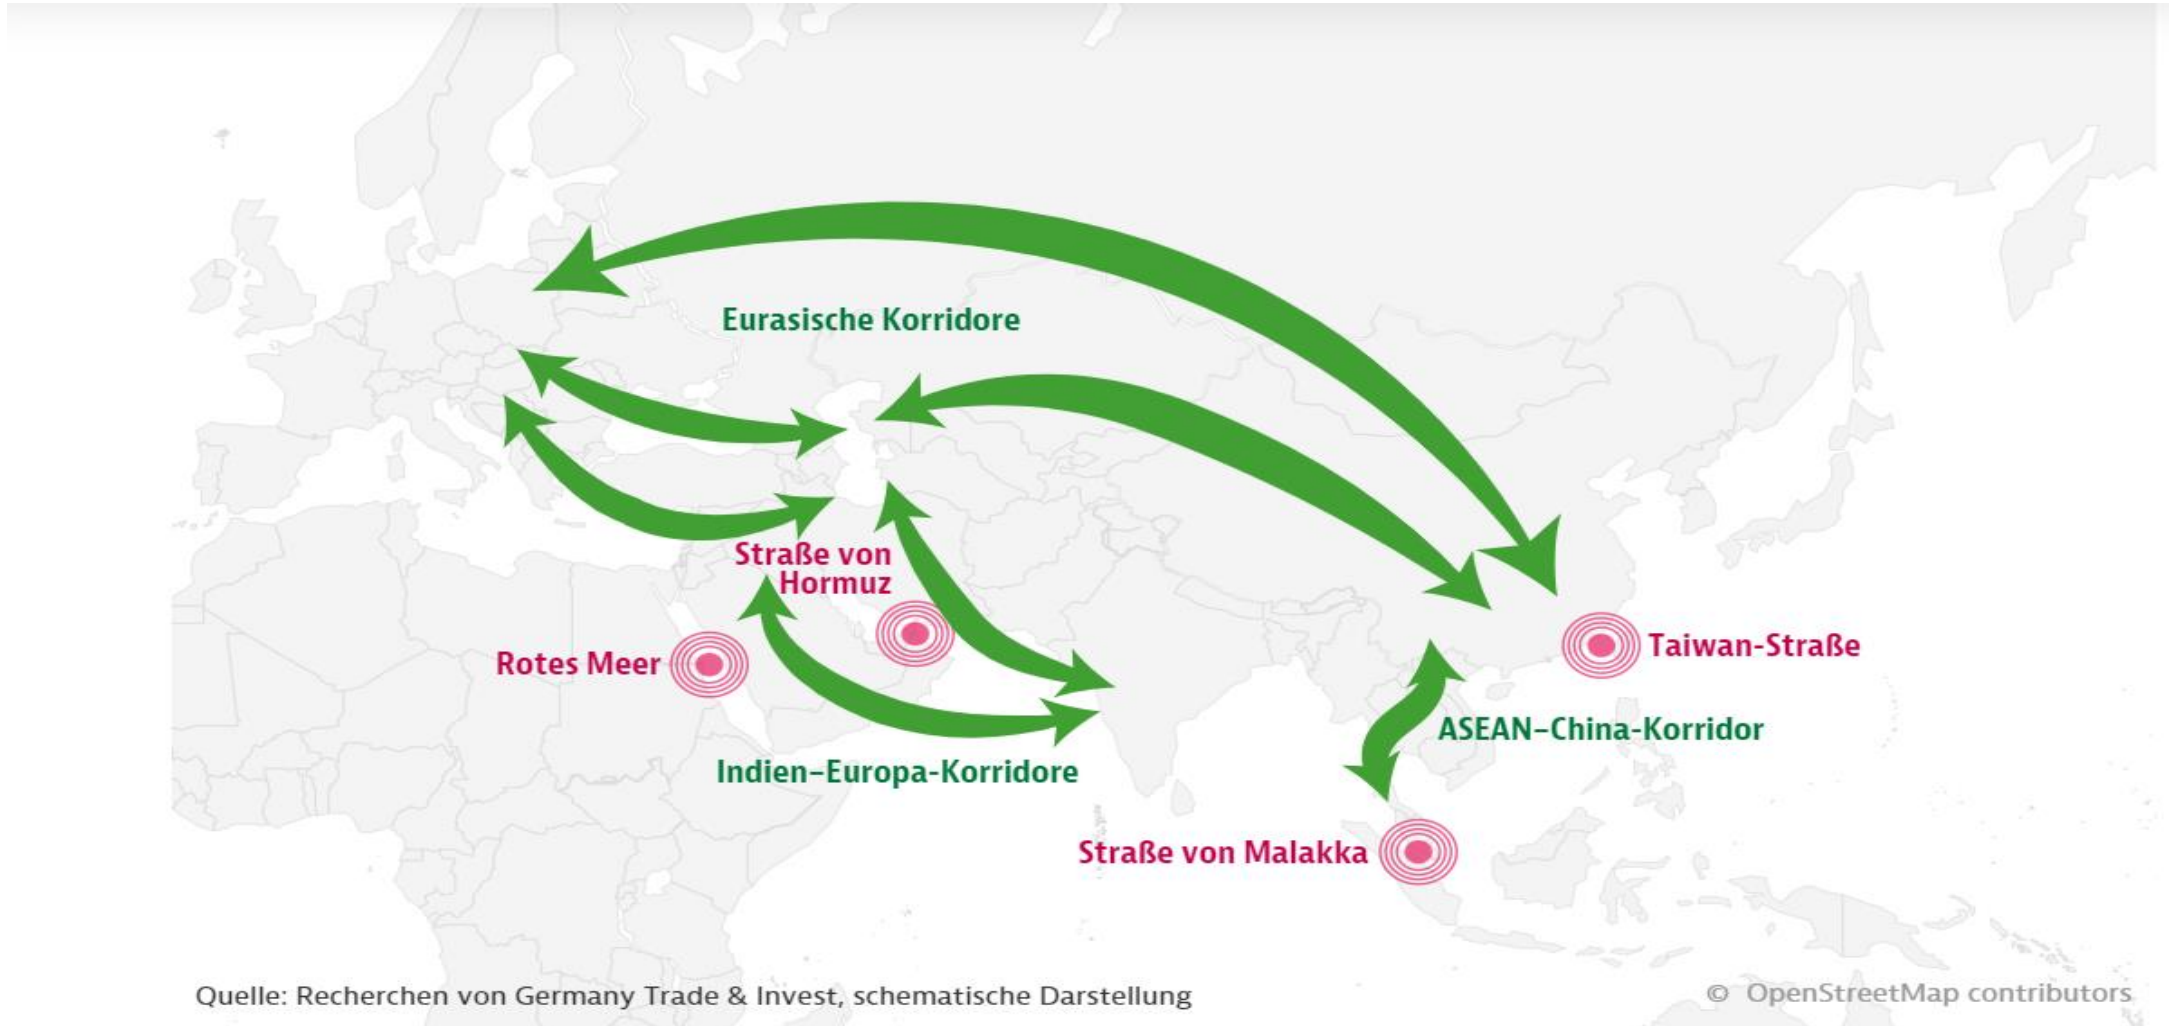 Eurasische Korridore
Straße von
Hormuz
Rotes Meer
Taiwan-Straße
ASEAN–China-Korridor
Indien–Europa-Korridore
Straße von Malakka
Quelle: Recherchen von Germany Trade & Invest, schematische Darstellung
© OpenStreetMap contributors